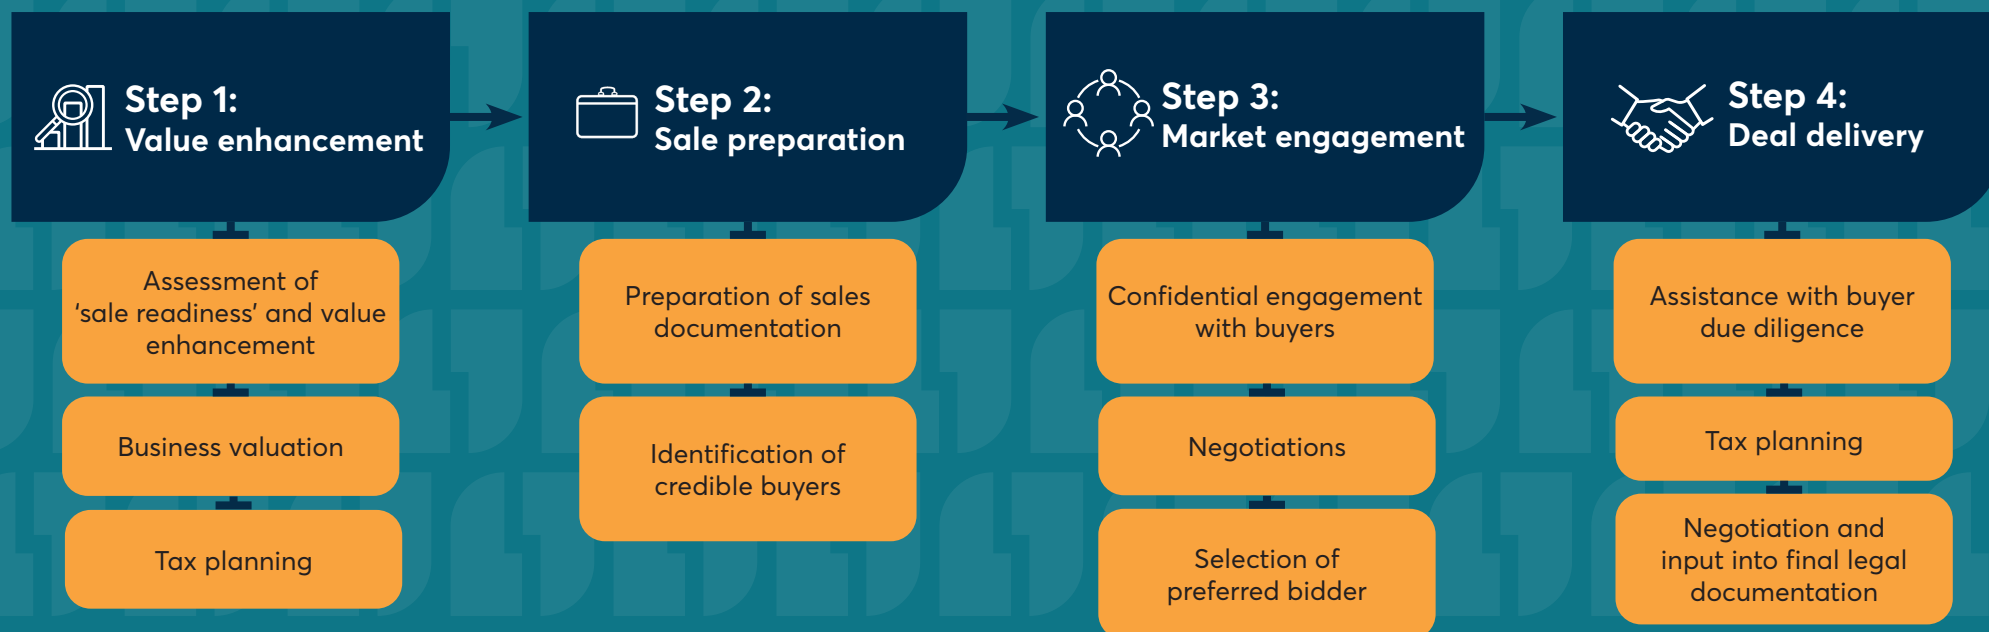 Step 1:
Value enhancement
Assessment of
‘sale readiness’ and value
enhancement
Business valuation
Tax planning
Step 2:
Sale preparation
Preparation of sales
documentation
Identification of
credible buyers
Step 3:
Market engagement
Confidential engagement
with buyers
Negotiations
Selection of
preferred bidder
Step 4:
Deal delivery
Assistance with buyer
due diligence
Tax planning
Negotiation and
input into final legal
documentation